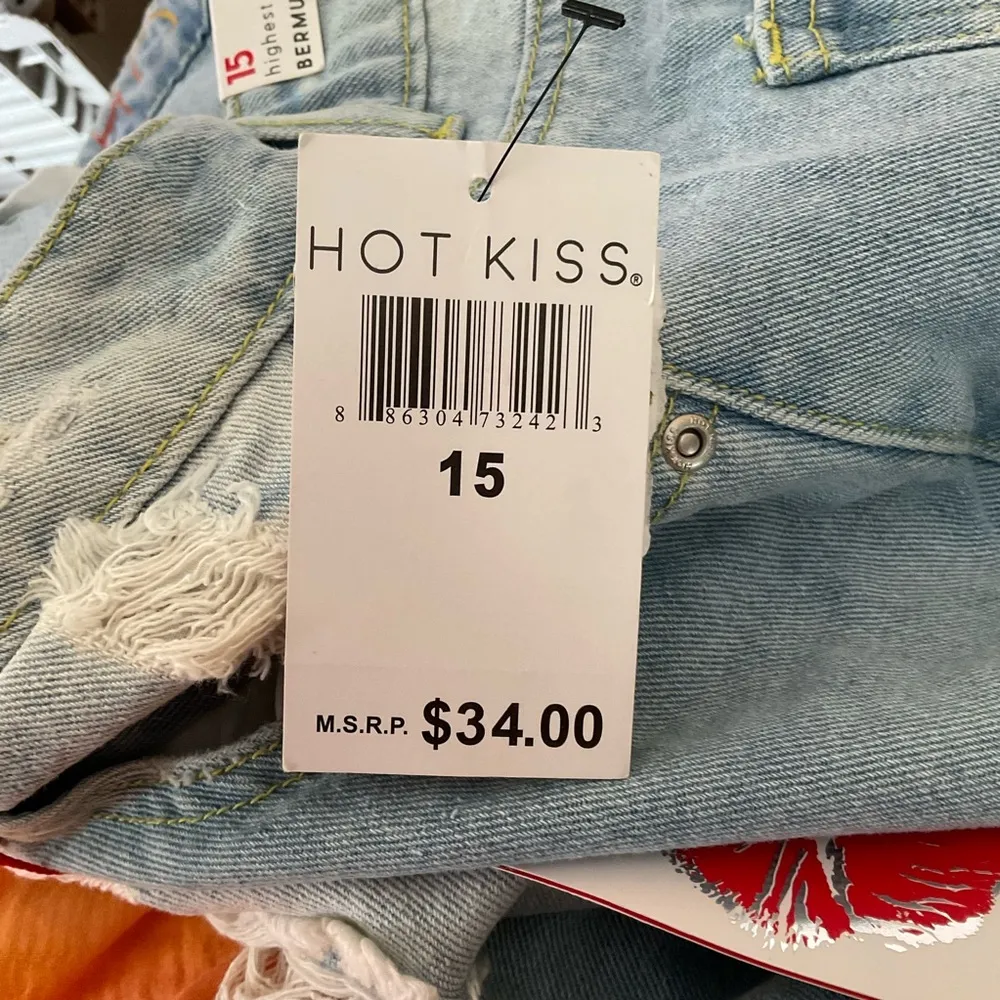 15
highest
BERMU
HOT KISS®
8 86304 73242 3
15
M.S.R.P. $34.00